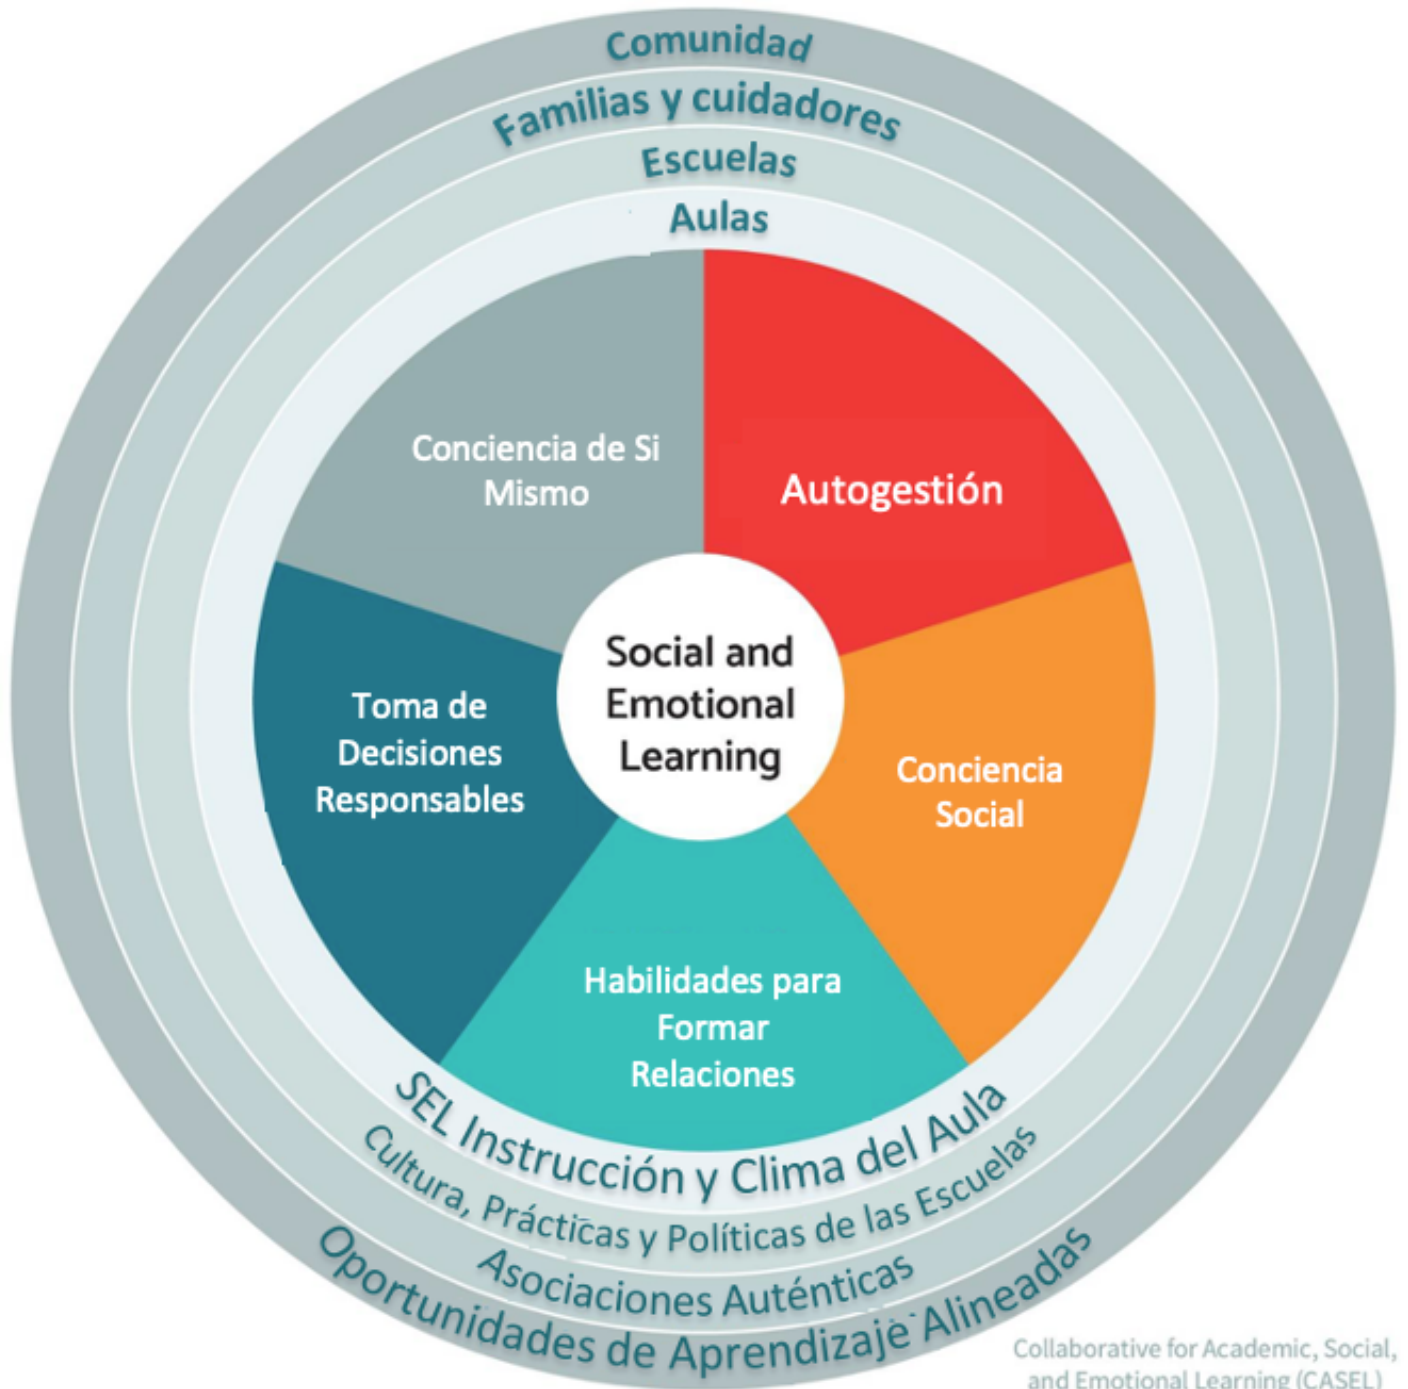 Comunidad
Familias y cuidadores
Escuelas
Aulas
Conciencia de Si
Mismo
Autogestión
Social and
Emotional
Learning
Toma de
Decisiones
Responsables
Conciencia
Social
Habilidades para
Formar
Relaciones
SEL Instrucción y Clima del Aula
Cultura, Prácticas y Políticas de las Escuelas
Asociaciones Auténticas
Oportunidades de Aprendizaje Alineadas
Collaborative for Academic, Social,
and Emotional Learning (CASEL)